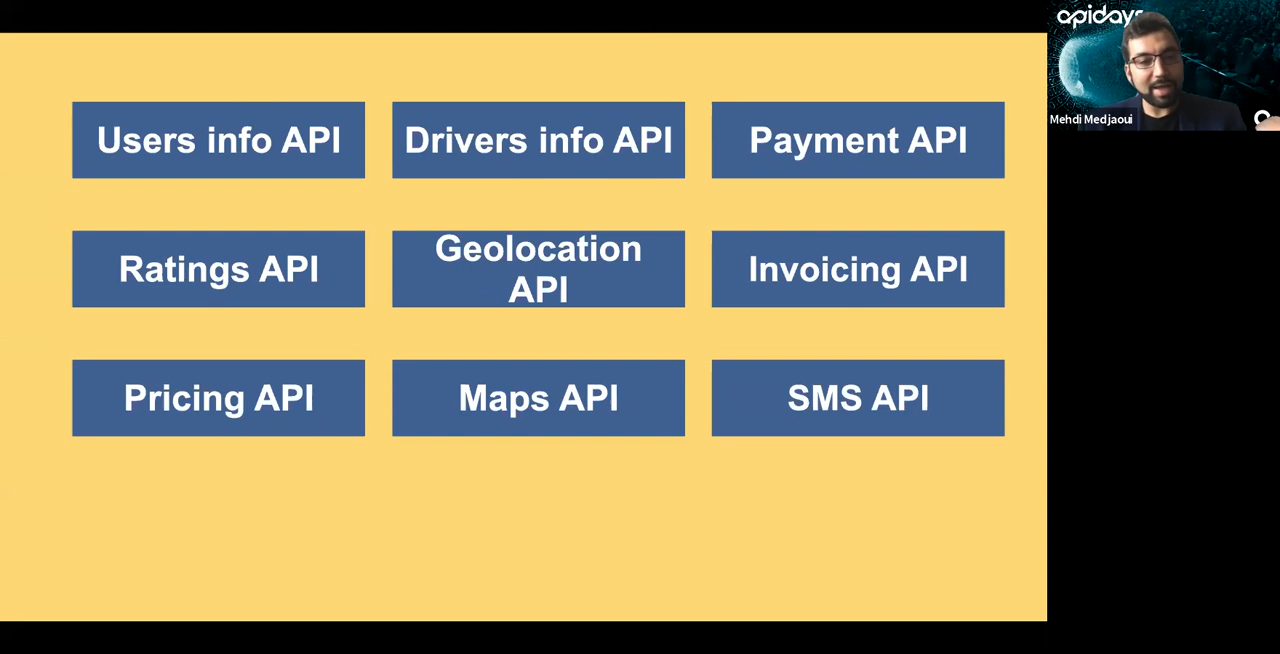 apidays
Mehdi Medjaoui
Users info API
Drivers info API
Payment API
Ratings API
Geolocation
API
Invoicing API
Pricing API
Maps API
SMS API